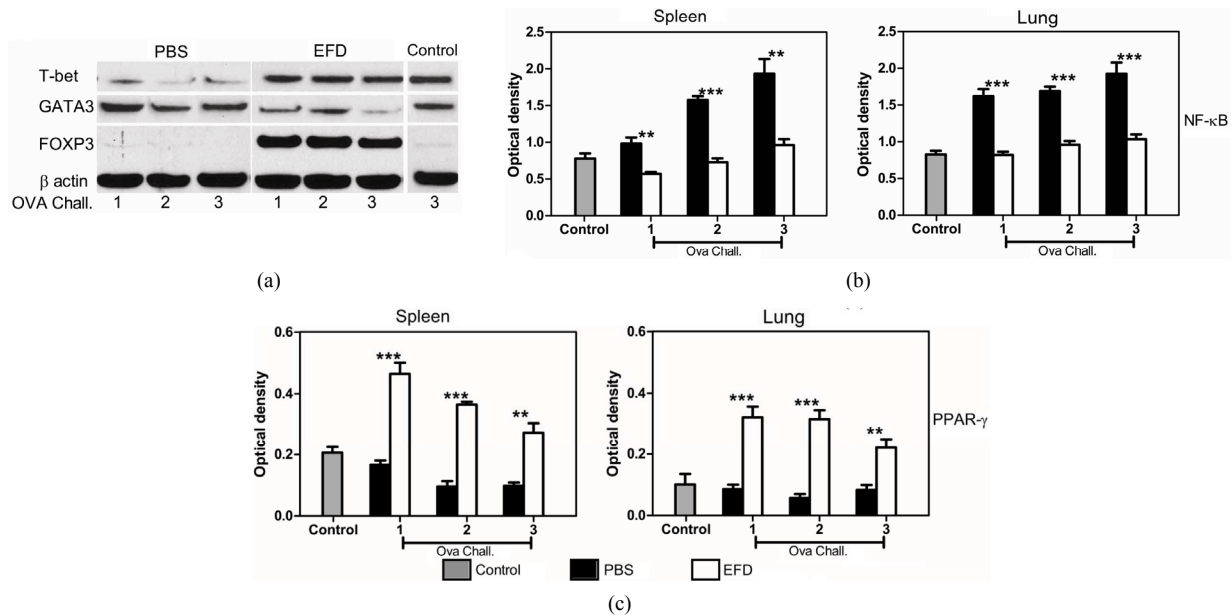 PBS EFD Control
T-bet
GATA3
FOXP3
β actin
OVA Chall. 1 2 3 1 2 3 3
(a)
Spleen
Optical density
2.5
2.0
1.5
1.0
0.5
0.0
**
***
**
Control 1 2 3
Ova Chall.
Lung
Optical density
2.5
2.0
1.5
1.0
0.5
0.0
***
***
***
Control 1 2 3
Ova Chall.
NF-κB
(b)
Spleen
Optical density
0.6
0.4
0.2
0.0
***
***
**
Control 1 2 3
Ova Chall.
Lung
Optical density
0.6
0.4
0.2
0.0
***
***
**
Control 1 2 3
Ova Chall.
PPAR-γ
Control PBS EFD
(c)